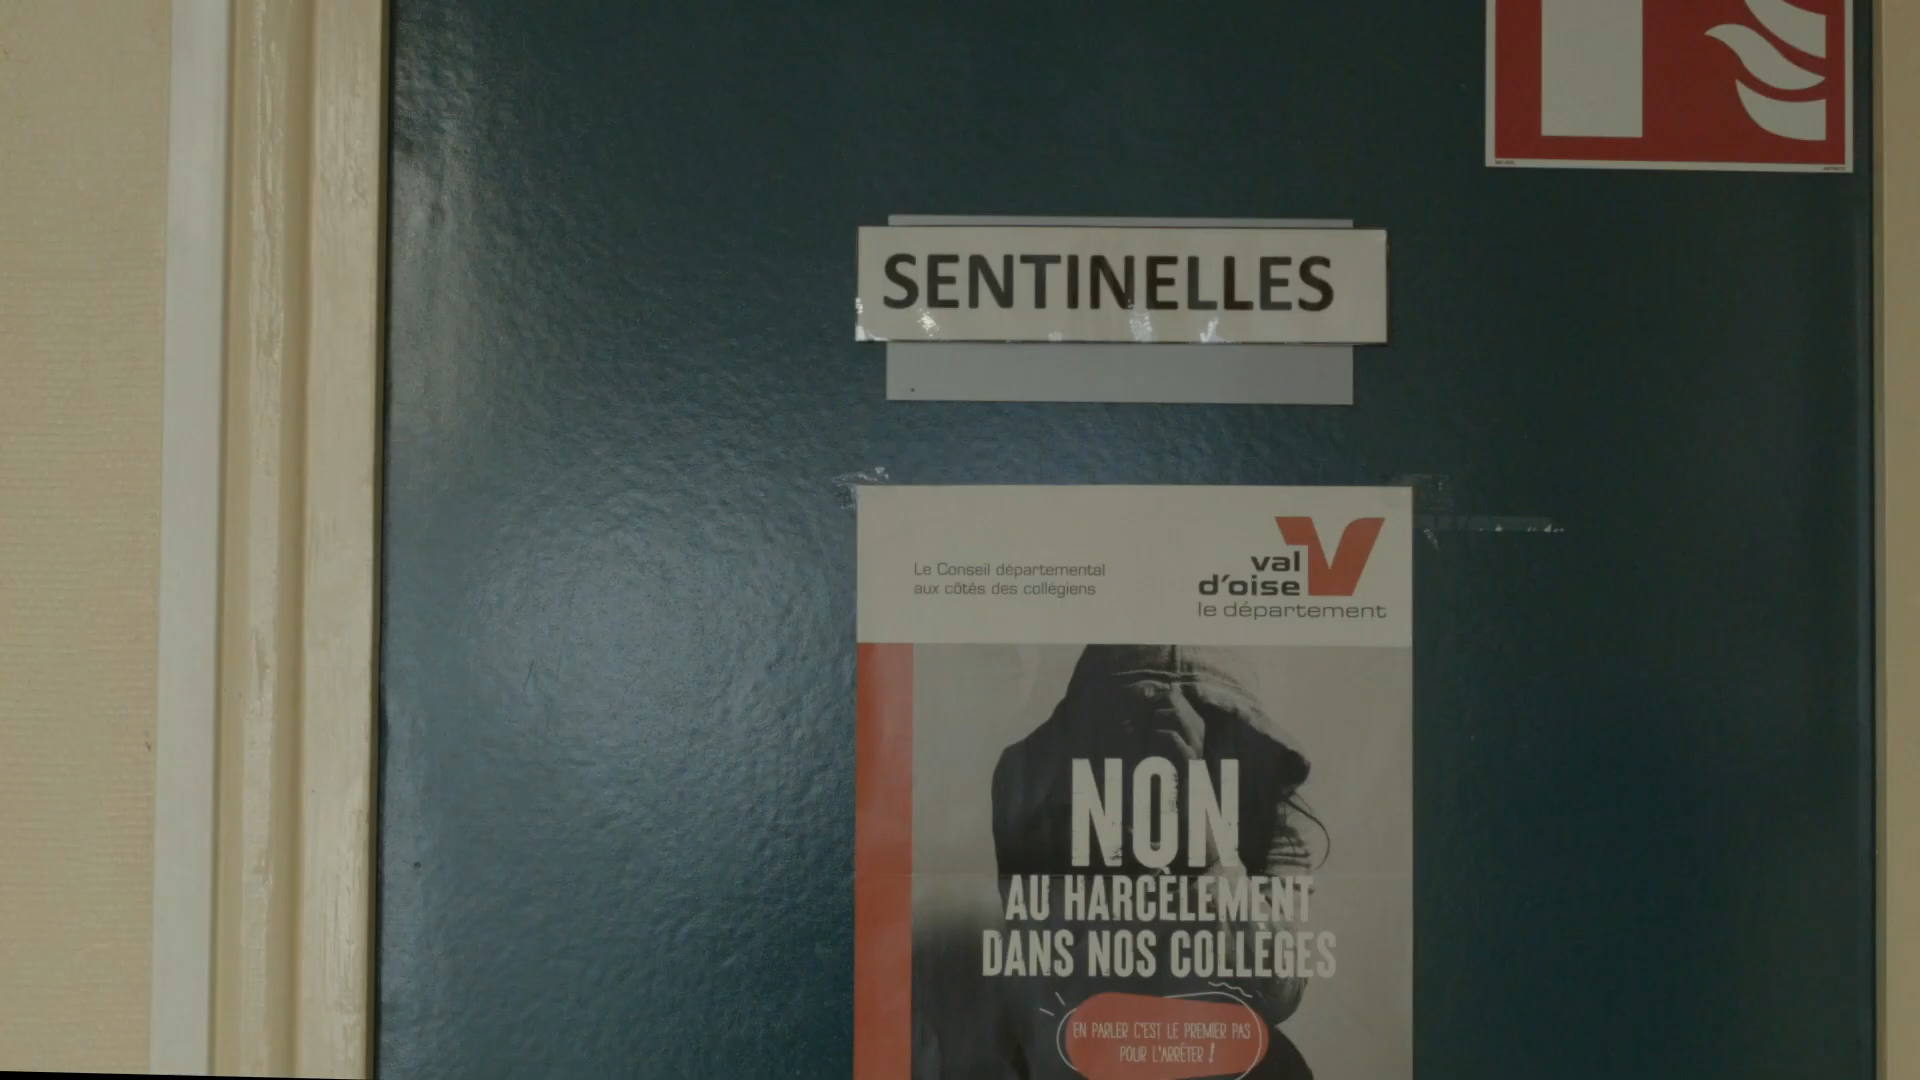 SENTINELLES
Le Conseil départemental
aux côtés des collégiens
val
d'oise
le département
NON
AU HARCÈLEMENT
DANS NOS COLLÈGES
EN PARLER C'EST LE PREMIER PAS
POUR L'ARRÊTER !